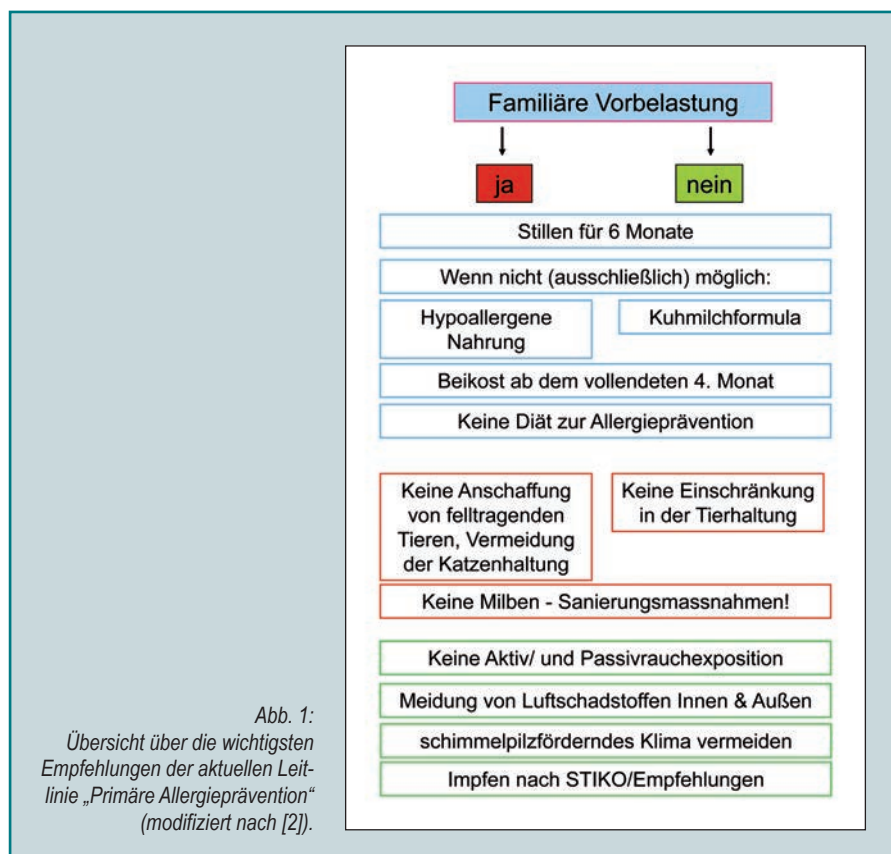 Familiäre Vorbelastung
ja
nein
Stillen für 6 Monate
Wenn nicht (ausschließlich) möglich:
Hypoallergene
Nahrung
Kuhmilchformula
Beikost ab dem vollendeten 4. Monat
Keine Diät zur Allergieprävention
Keine Anschaffung
von felltragenden
Tieren, Vermeidung
der Katzenhaltung
Keine Einschränkung
in der Tierhaltung
Keine Milben - Sanierungsmassnahmen!
Keine Aktiv/ und Passivrauchexposition
Meidung von Luftschadstoffen Innen & Außen
schimmelpilzförderndes Klima vermeiden
Impfen nach STIKO/Empfehlungen
Abb. 1:
Übersicht über die wichtigsten
Empfehlungen der aktuellen Leit-
linie „Primäre Allergieprävention“
(modifiziert nach [2]).